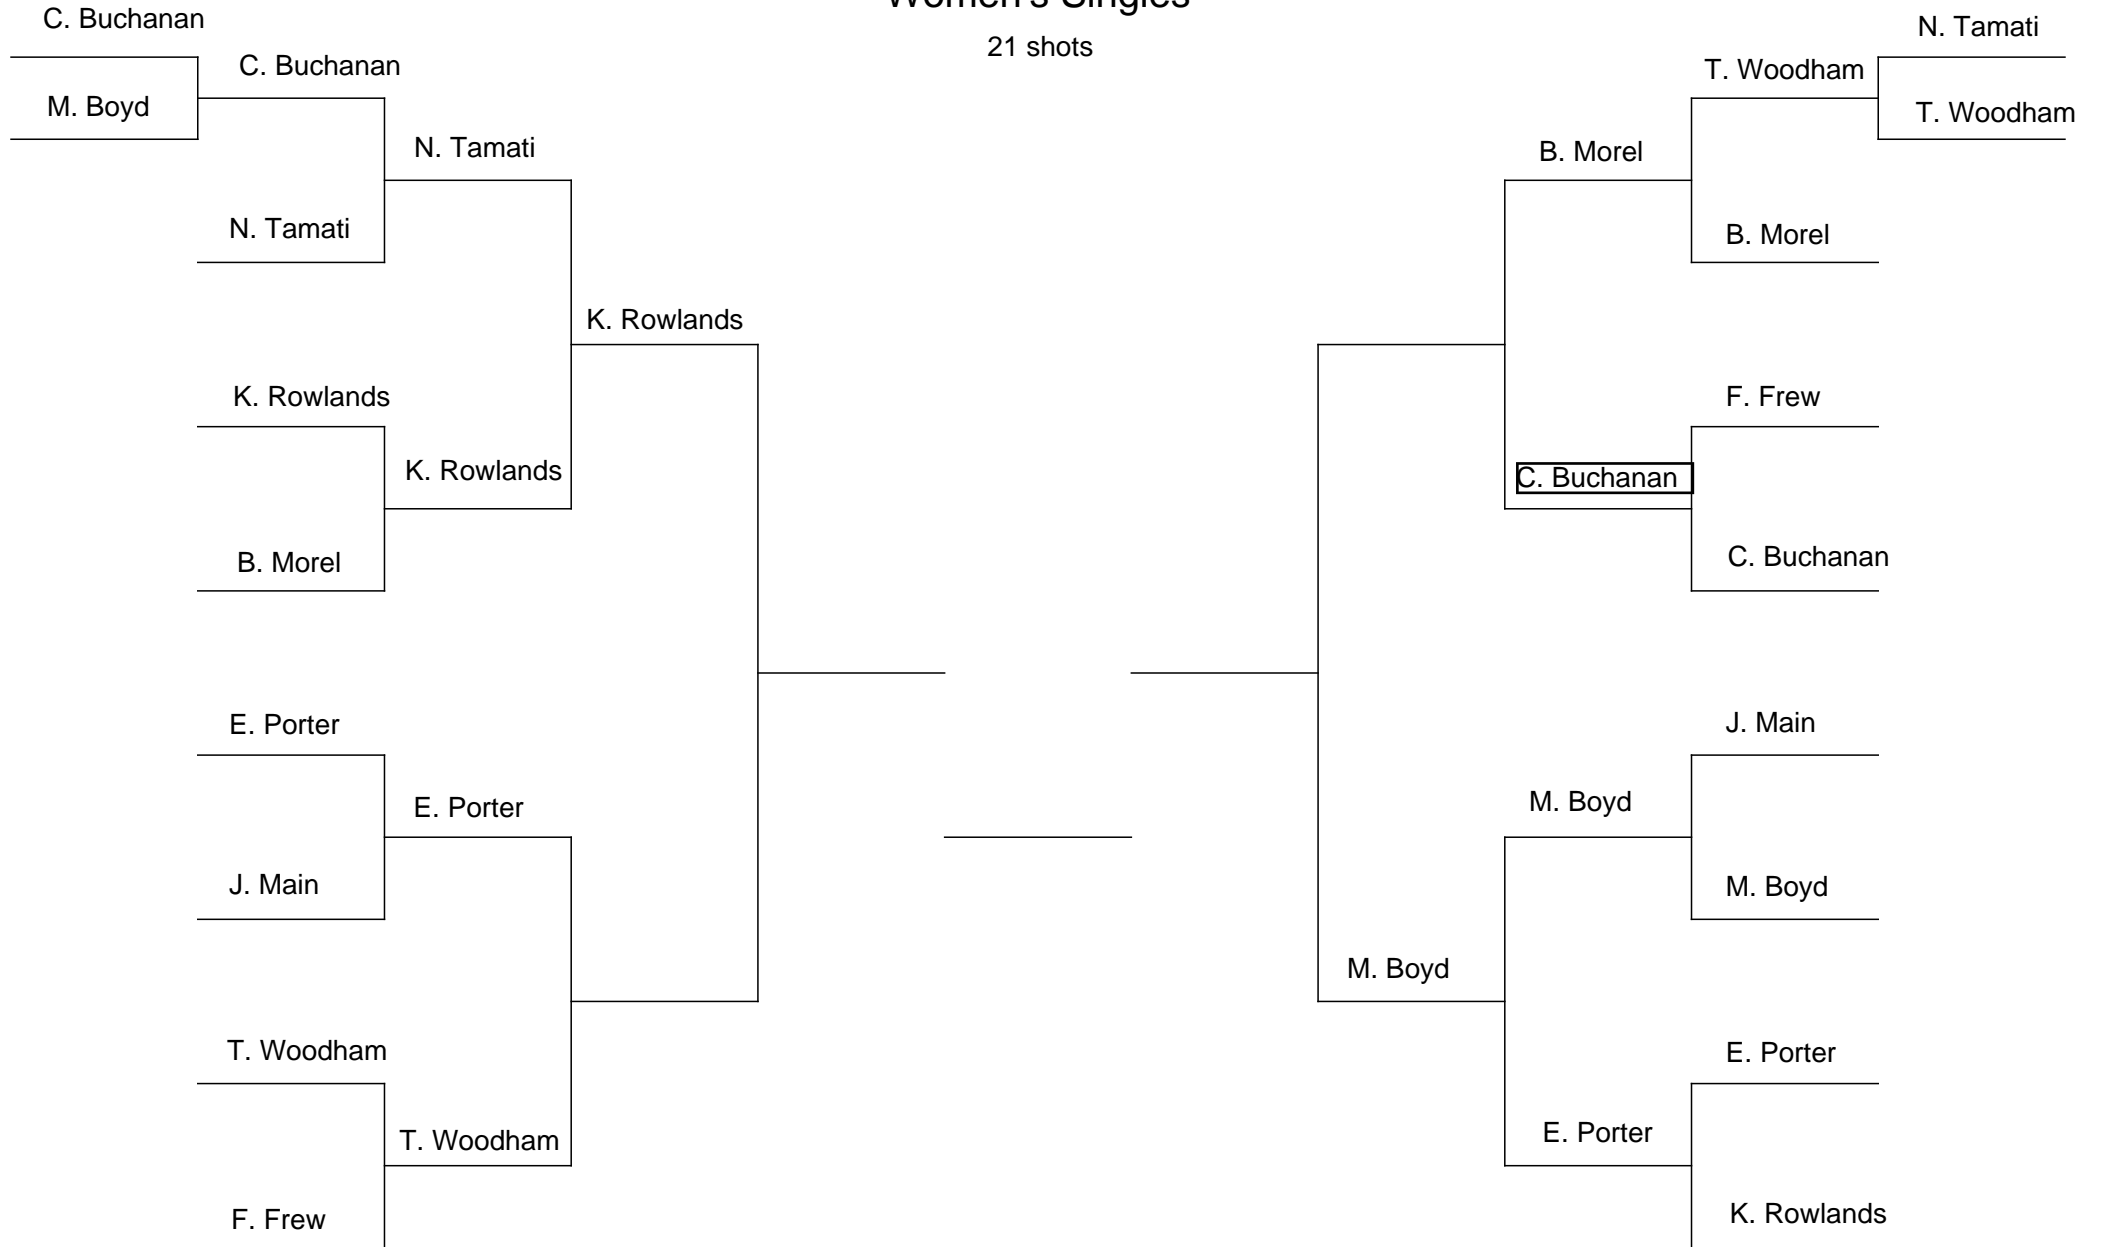 Women's Singles
21 shots
C. Buchanan
M. Boyd
C. Buchanan
N. Tamati
N. Tamati
K. Rowlands
K. Rowlands
B. Morel
K. Rowlands
E. Porter
J. Main
E. Porter
T. Woodham
F. Frew
T. Woodham
N. Tamati
T. Woodham
T. Woodham
B. Morel
B. Morel
F. Frew
C. Buchanan
C. Buchanan
J. Main
M. Boyd
M. Boyd
M. Boyd
E. Porter
E. Porter
K. Rowlands